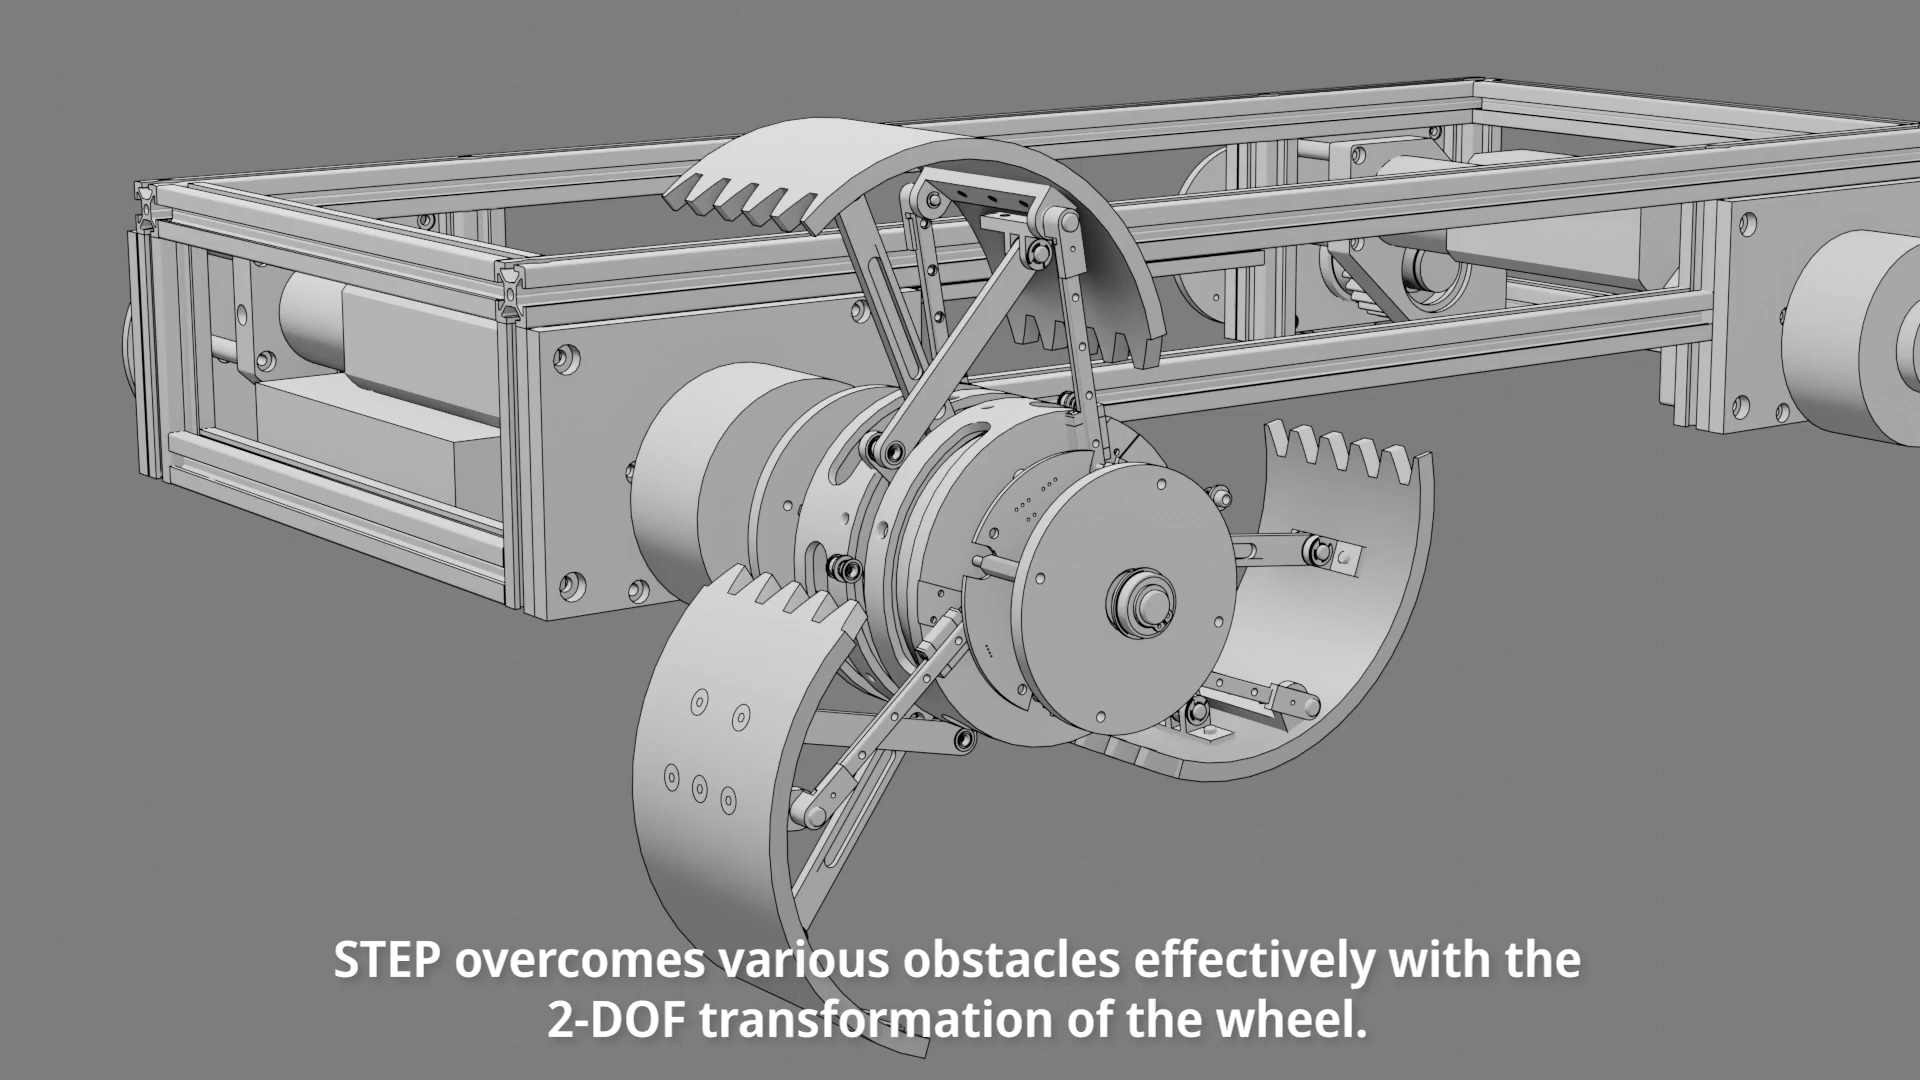 STEP overcomes various obstacles effectively with the
2-DOF transformation of the wheel.